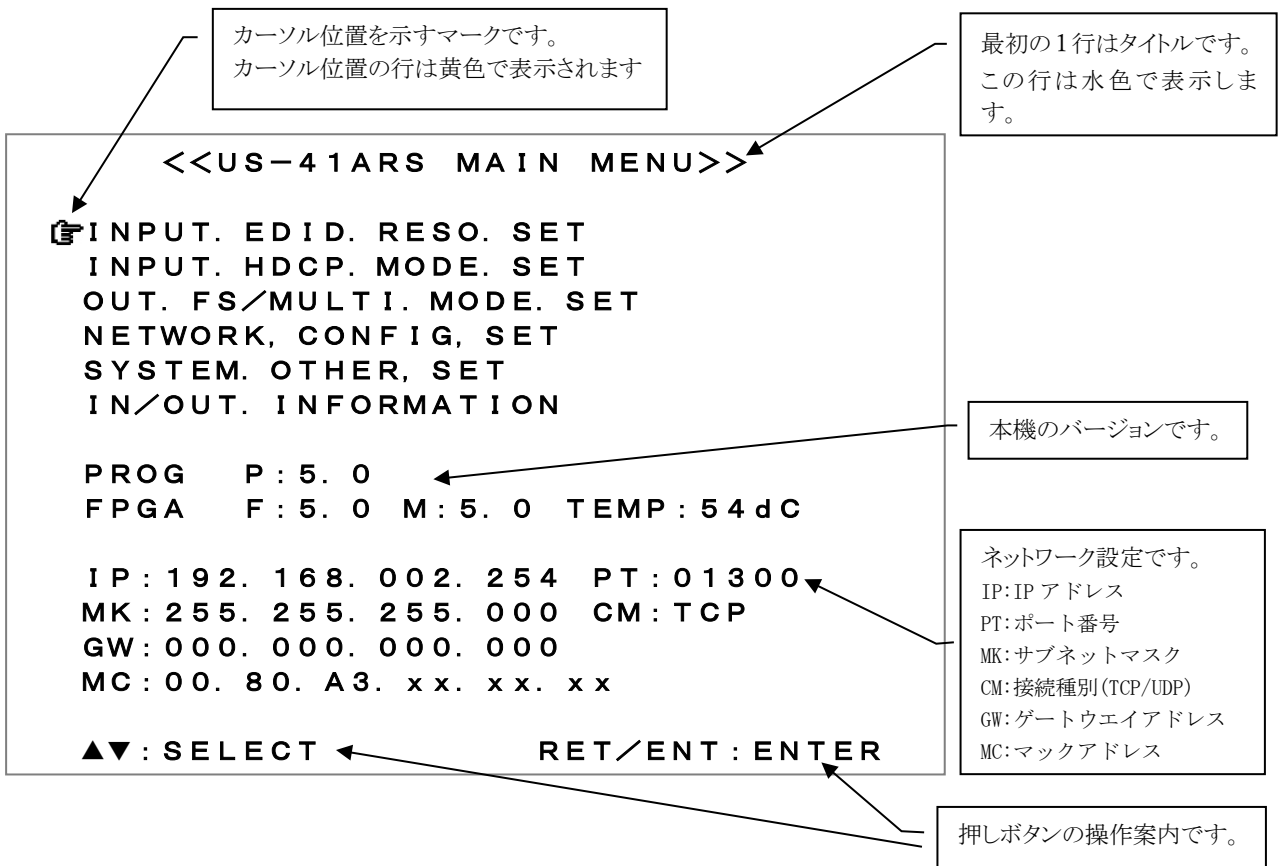 カーソル位置を示すマークです。
カーソル位置の行は黄色で表示されます
最初の1行はタイトルです。
この行は水色で表示しま
す。
<<US-41ARS MAIN MENU>>
☞INPUT. EDID. RESO. SET
INPUT. HDCP. MODE. SET
OUT. FS/MULTI. MODE. SET
NETWORK, CONFIG, SET
SYSTEM. OTHER, SET
IN/OUT. INFORMATION
PROG P:5. 0
FPGA F:5. 0 M:5. 0 TEMP:54dC
本機のバージョンです。
IP:192. 168. 002. 254 PT:01300
MK:255. 255. 255. 000 CM:TCP
GW:000. 000. 000. 000
MC:00. 80. A3. xx. xx. xx
ネットワーク設定です。
IP:IP アドレス
PT:ポート番号
MK:サブネットマスク
CM:接続種別(TCP/UDP)
GW:ゲートウエイアドレス
MC:マックアドレス
▲▼:SELECT RET/ENT:ENTER
押しボタンの操作案内です。